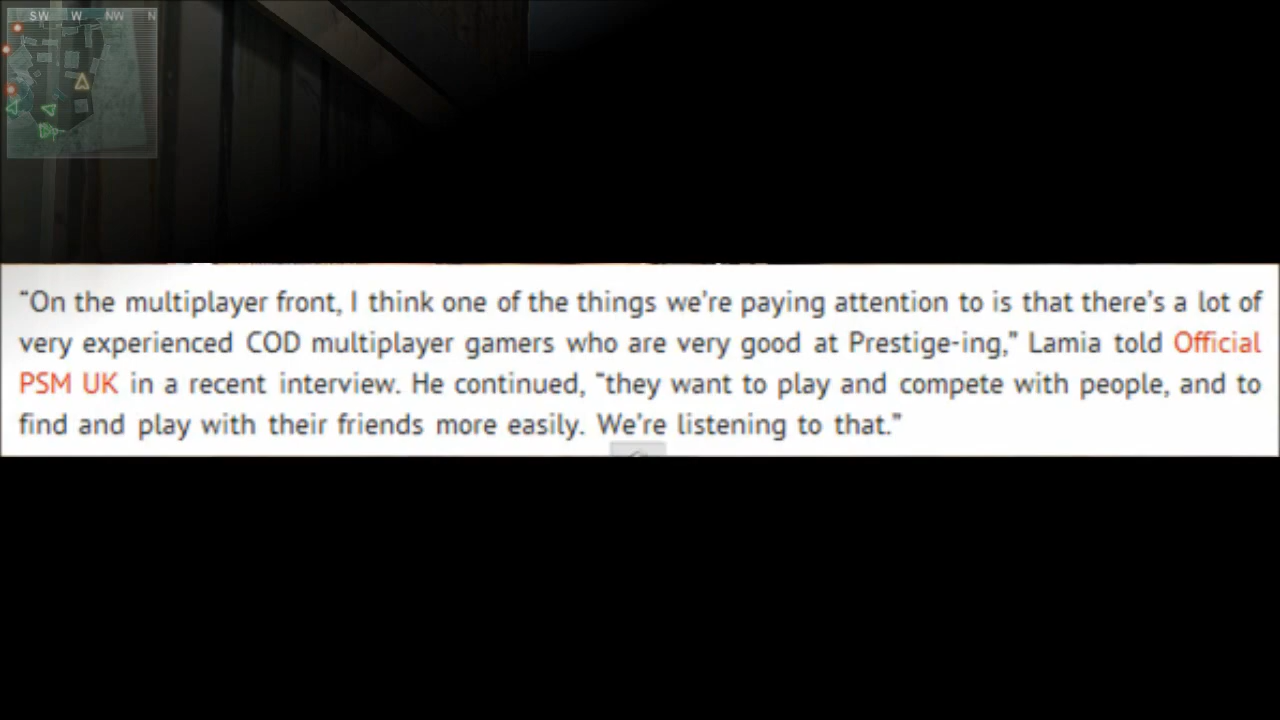 SW W NW N
“On the multiplayer front, I think one of the things we’re paying attention to is that there’s a lot of
very experienced COD multiplayer gamers who are very good at Prestige-ing,” Lamia told Official
PSM UK in a recent interview. He continued, “they want to play and compete with people, and to
find and play with their friends more easily. We’re listening to that.”